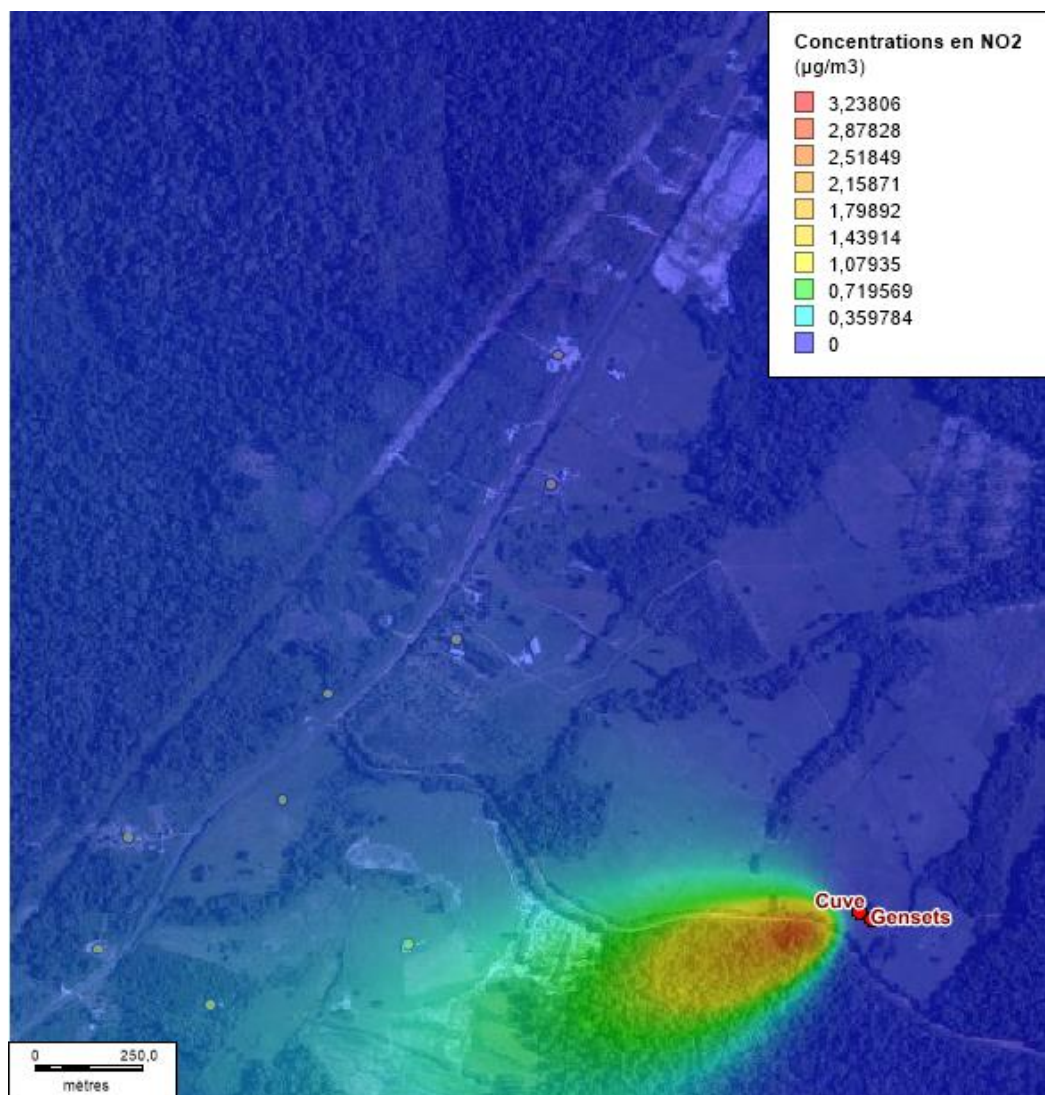 Concentrations en NO2
(µg/m3)
3,23806
2,87828
2,51849
2,15871
1,79892
1,43914
1,07935
0,719569
0,359784
0
Cuve
Gensets
0 250,0
mètres